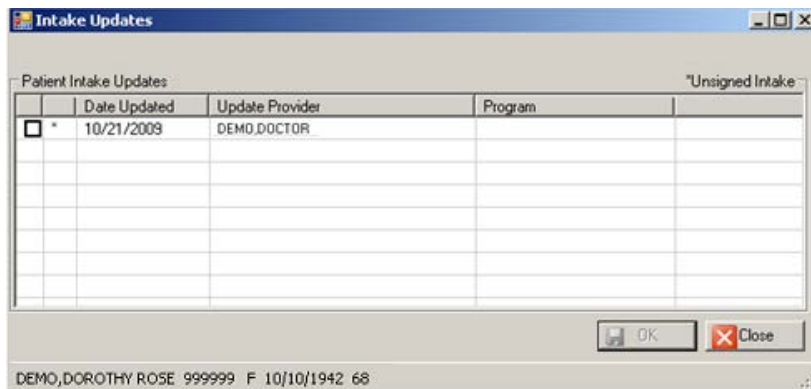 Intake Updates
Patient Intake Updates *Unsigned Intake
Date Updated Update Provider Program
* 10/21/2009 DEMO,DOCTOR
OK Close
DEMO,DOROTHY ROSE 999999 F 10/10/1942 68